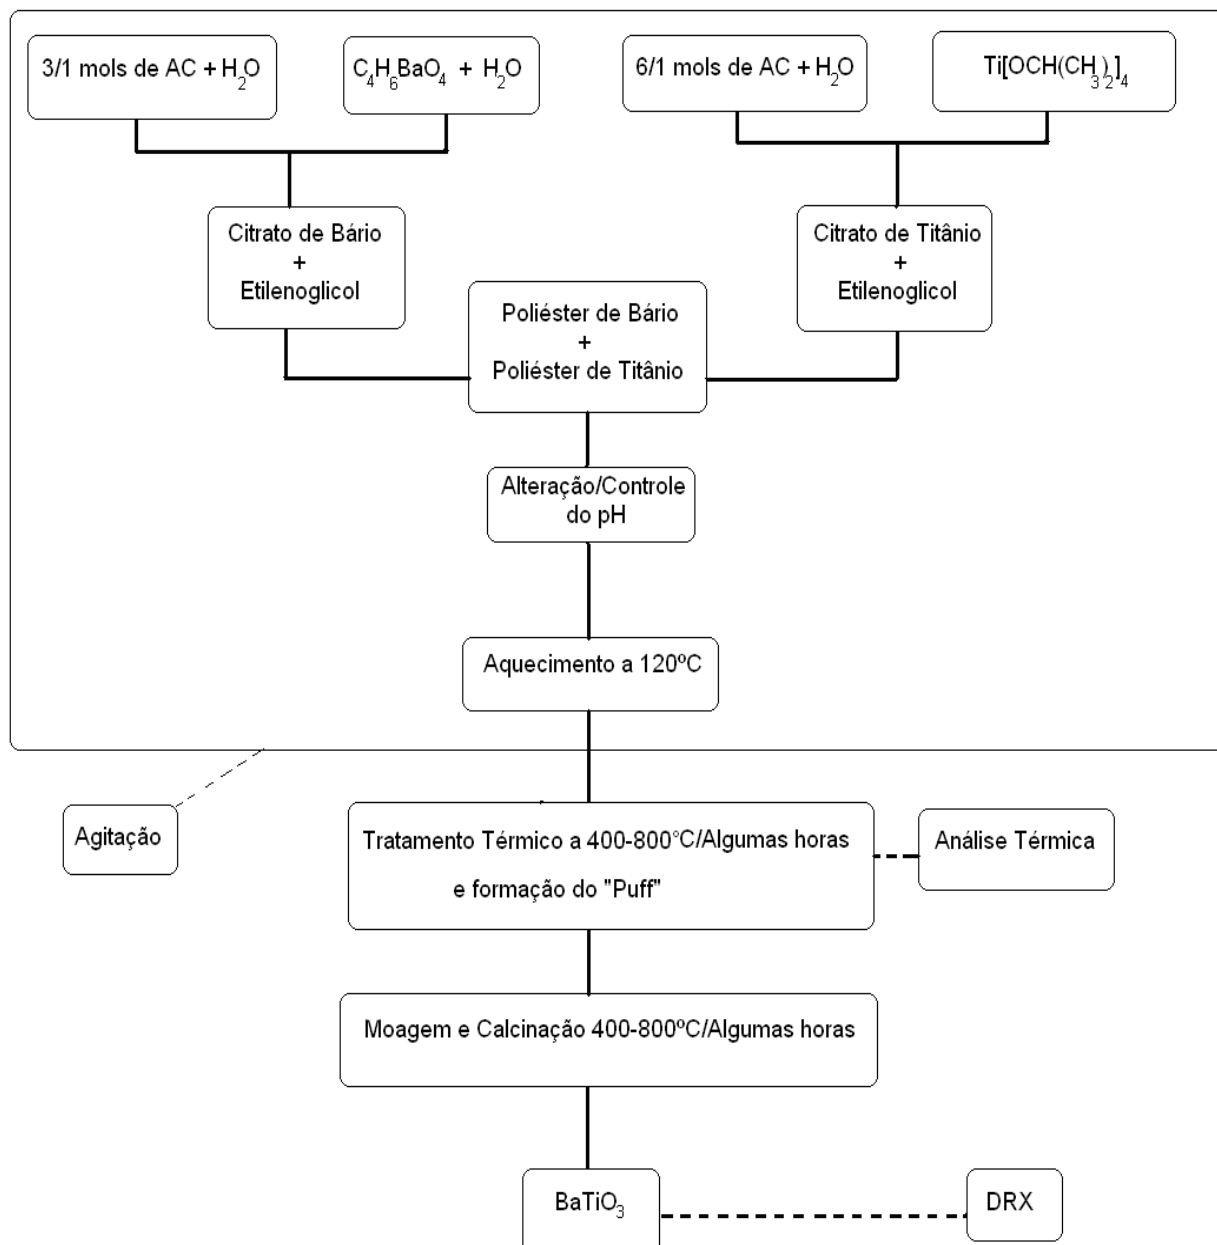 3/1 mols de AC + H₂O
C₄H₆BaO₄ + H₂O
6/1 mols de AC + H₂O
Ti[OCH(CH₃)₂]₄
Citrato de Bário
+
Etilenoglicol
Citrato de Titânio
+
Etilenoglicol
Poliéster de Bário
+
Poliéster de Titânio
Alteração/Controle
do pH
Aquecimento a 120ºC
Agitação
Tratamento Térmico a 400-800°C/Algumas horas
e formação do "Puff"
Análise Térmica
Moagem e Calcinação 400-800ºC/Algumas horas
BaTiO₃
DRX